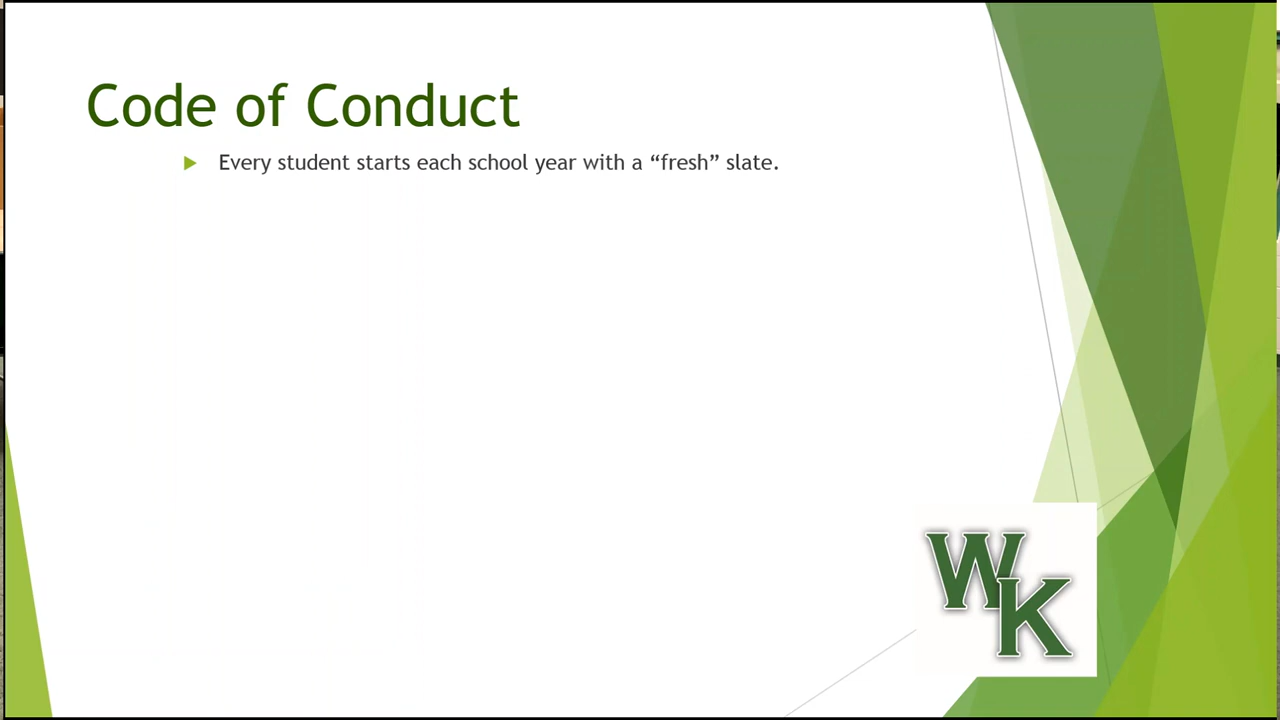 Code of Conduct
Every student starts each school year with a “fresh” slate.
WK